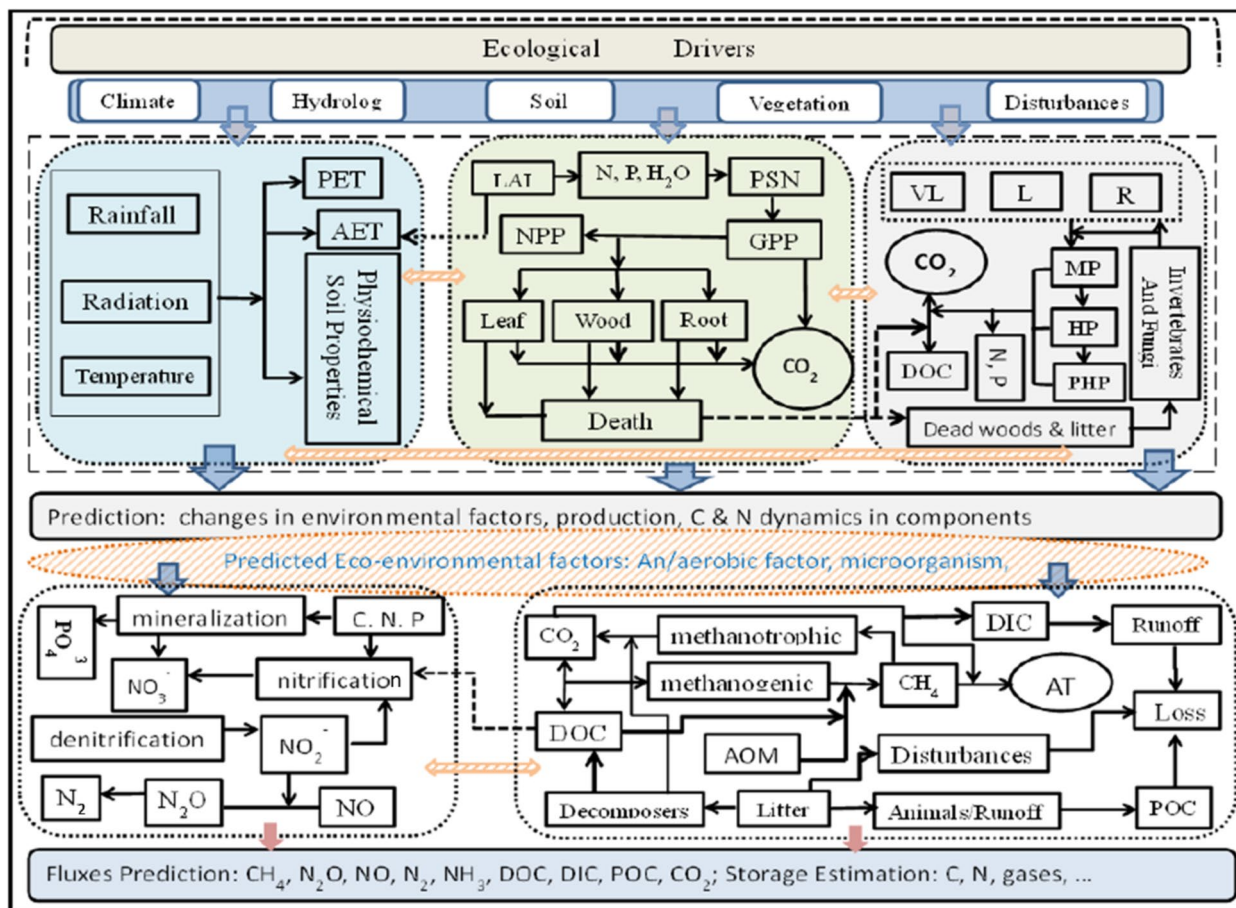 Ecological Drivers
Climate
Hydrolog
Soil
Vegetation
Disturbances
Rainfall
Radiation
Temperature
PET
AET
Physiochemical
Soil Properties
LAI
N, P, H₂O
PSN
NPP
GPP
Leaf
Wood
Root
CO₂
Death
VL
L
R
CO₂
MP
HP
PHP
DOC
N, P
Invertebrates
And Fungi
Dead woods & litter
Prediction: changes in environmental factors, production, C & N dynamics in components
Predicted Eco-environmental factors: An/aerobic factor, microorganism,
PO₄³
mineralization
C. N. P
NO₃⁻
nitrification
denitrification
NO₂⁻
N₂
N₂O
NO
CO₂
methanotrophic
DIC
Runoff
methanogenic
CH₄
AT
DOC
Loss
AOM
Disturbances
Decomposers
Litter
Animals/Runoff
POC
Fluxes Prediction: CH₄, N₂O, NO, N₂, NH₃, DOC, DIC, POC, CO₂; Storage Estimation: C, N, gases, ...